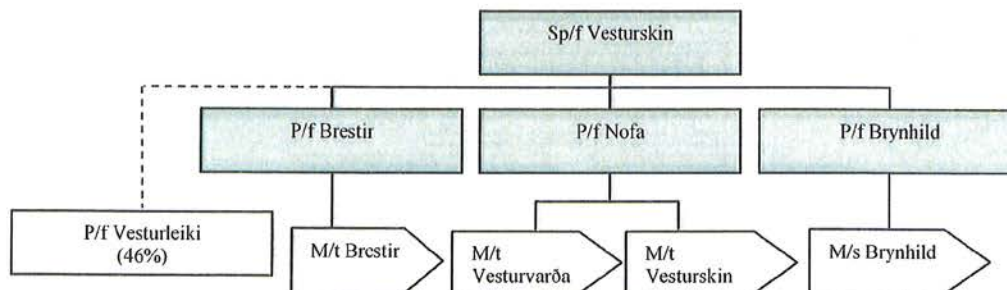 Sp/f Vesturskin
P/f Brestir
P/f Nofa
P/f Brynhild
P/f Vesturleiki
(46%)
M/t Brestir
M/t
Vesturvarða
M/t
Vesturskin
M/s Brynhild